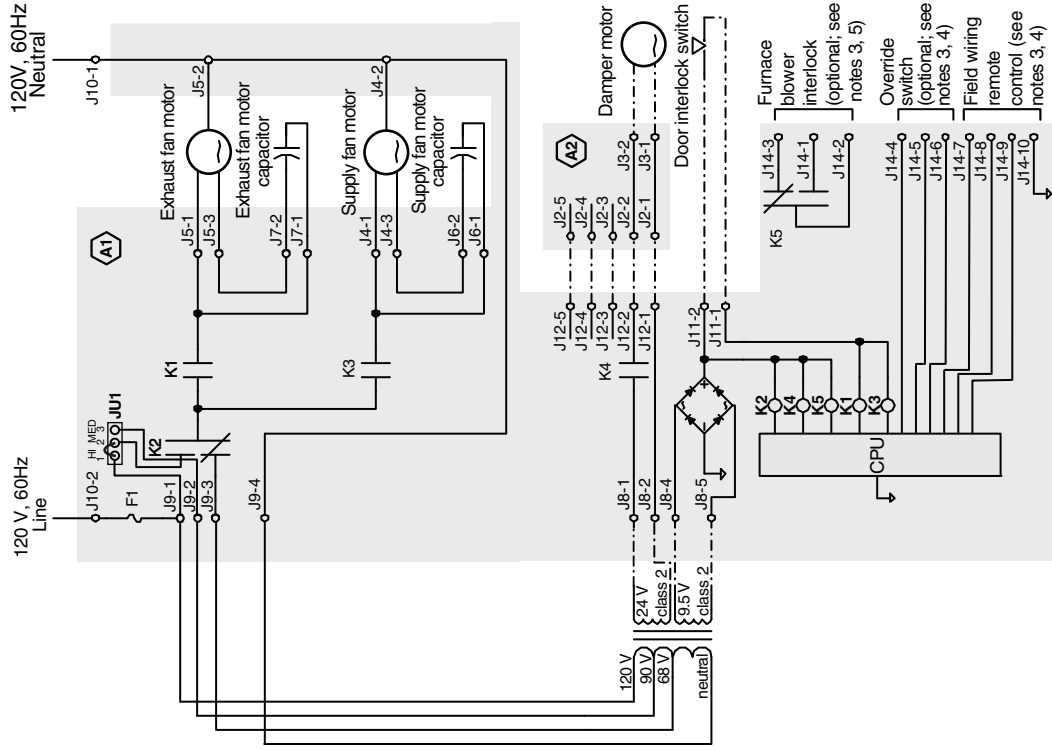 120V, 60Hz
Neutral
J10-1
J5-2
J4-2
Exhaust fan motor
J5-1
J5-3
Exhaust fan motor
capacitor
J7-2
J7-1
Supply fan motor
J4-1
J4-3
Supply fan motor
capacitor
J6-2
J6-1
A1
K1
K3
JU1
HI MED
1 2 3
K2
120 V, 60Hz
Line
J10-2
F1
J9-1
J9-2
J9-3
J9-4
Damper motor
Door interlock switch
A2
J3-2
J3-1
J2-5
J2-4
J2-3
J2-2
J2-1
J12-5
J12-4
J12-3
J12-2
J12-1
K4
J11-2
J11-1
J8-1
J8-2
J8-4
J8-5
24 V
class 2
9.5 V
class 2
120 V
90 V
68 V
neutral
Furnace
blower
interlock
(optional; see
notes 3, 5)
Override
switch
(optional; see
notes 3, 4)
Field wiring
remote
control (see
notes 3, 4)
J14-3
J14-1
J14-2
K5
J14-4
J14-5
J14-6
J14-7
J14-8
J14-9
J14-10
K2
K4
K5
K1
K3
CPU